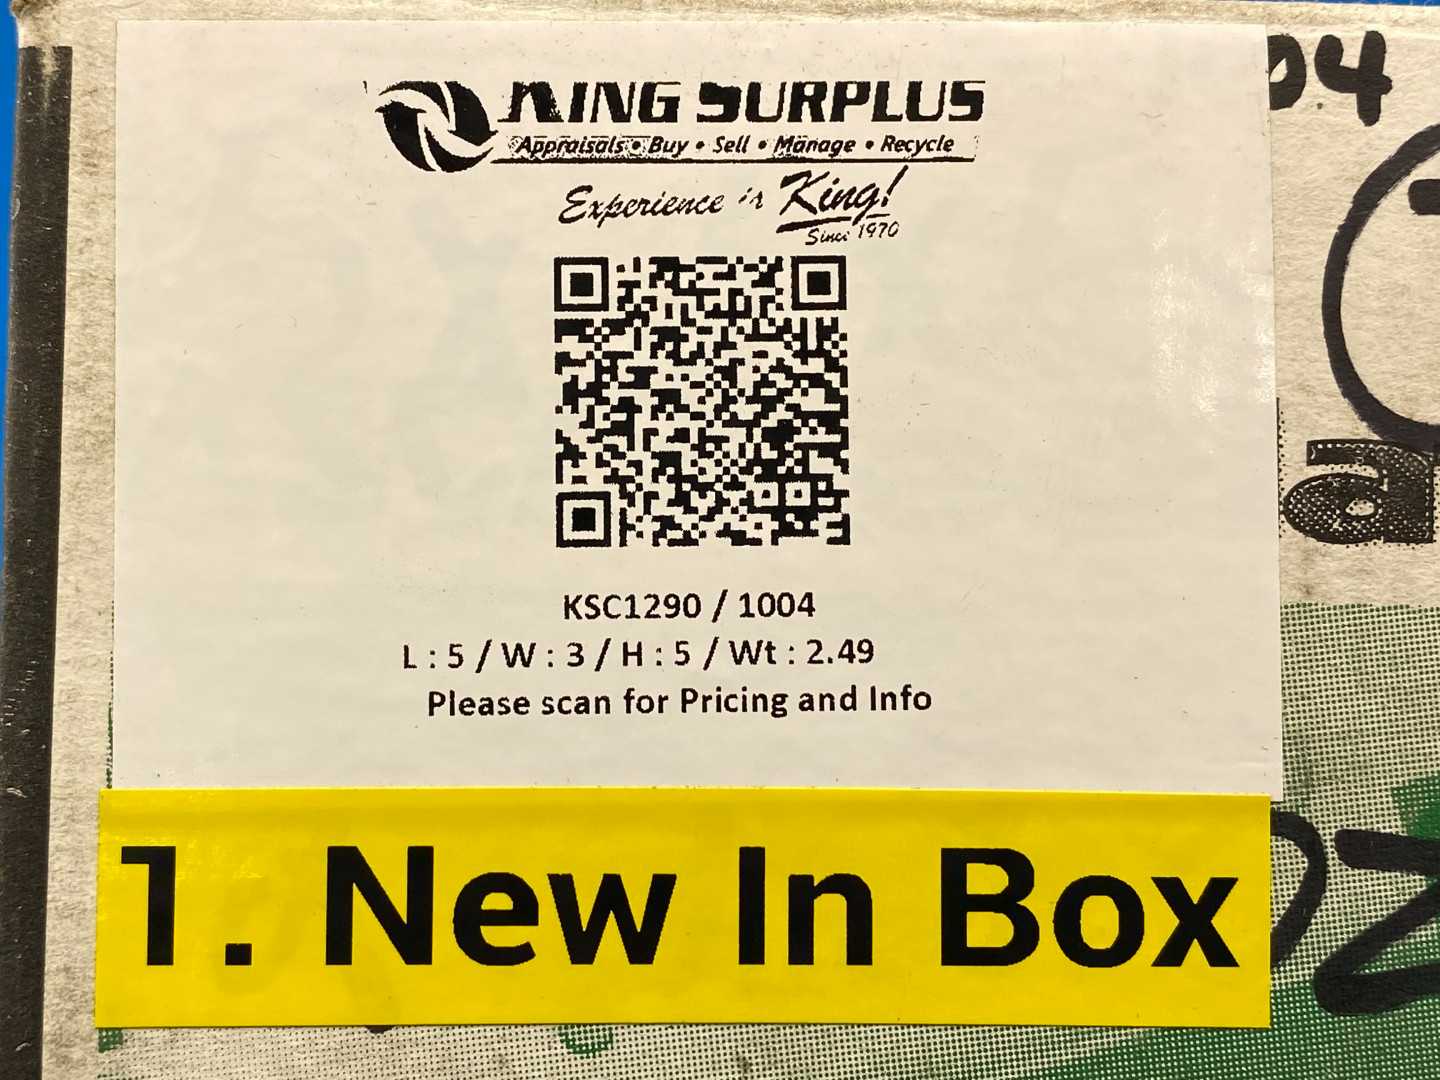 04
KING SURPLUS
Appraisals • Buy • Sell • Manage • Recycle
Experience is King!
Since 1970
KSC1290 / 1004
L : 5 / W : 3 / H : 5 / Wt : 2.49
Please scan for Pricing and Info
1. New In Box